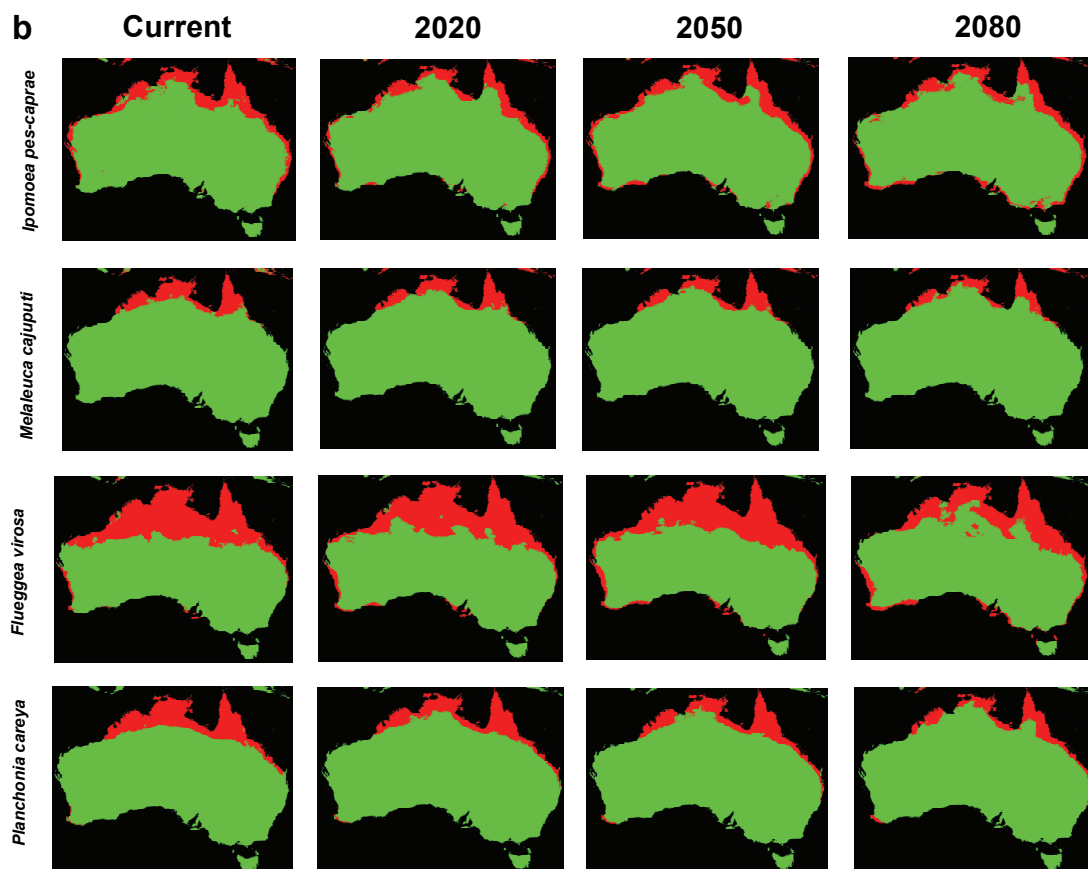 b
Current 2020 2050 2080
Ipomoea pes-caprae
Melaleuca cajuputi
Flueggea virosa
Planchonia careya